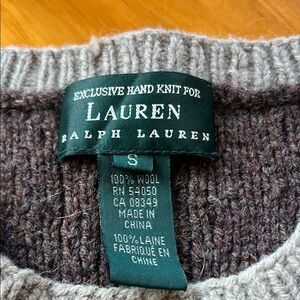 EXCLUSIVE HAND KNIT FOR
LAUREN
RALPH LAUREN
S
100% WOOL
RN 54050
CA 08349
MADE IN
CHINA
100% LAINE
FABRIQUÉ EN
CHINE